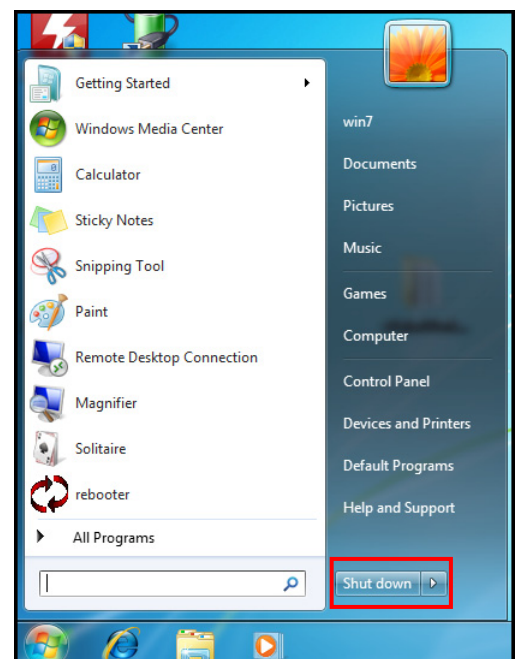 Getting Started
Windows Media Center
Calculator
Sticky Notes
Snipping Tool
Paint
Remote Desktop Connection
Magnifier
Solitaire
rebooter
All Programs
win7
Documents
Pictures
Music
Games
Computer
Control Panel
Devices and Printers
Default Programs
Help and Support
Shut down